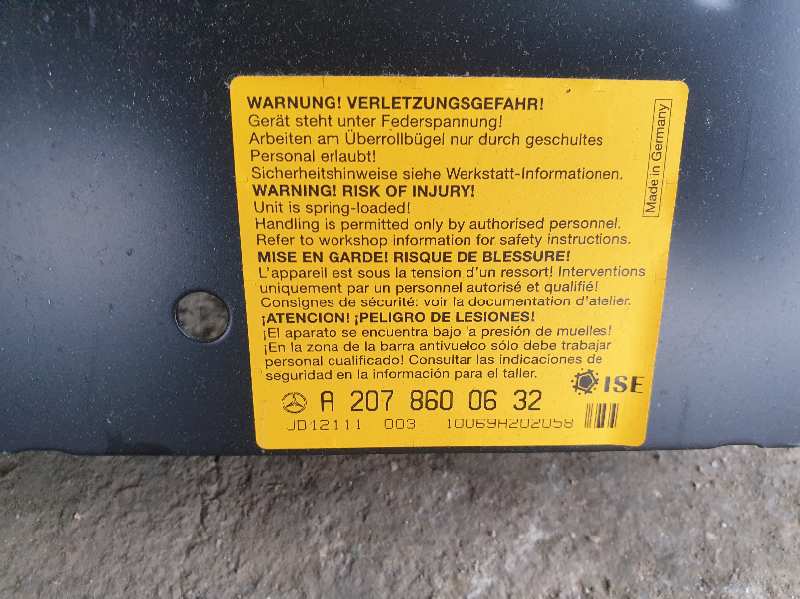 WARNUNG! VERLETZUNGSGEFAHR!
Gerät steht unter Federspannung!
Arbeiten am Überrollbügel nur durch geschultes
Personal erlaubt!
Sicherheitshinweise siehe Werkstatt-Informationen.
WARNING! RISK OF INJURY!
Unit is spring-loaded!
Handling is permitted only by authorised personnel.
Refer to workshop information for safety instructions.
MISE EN GARDE! RISQUE DE BLESSURE!
L'appareil est sous la tension d'un ressort! Interventions
uniquement par un personnel autorisé et qualifié!
Consignes de sécurité: voir la documentation d'atelier.
¡ATENCION! ¡PELIGRO DE LESIONES!
¡El aparato se encuentra bajo la presión de muelles!
¡En la zona de la barra antivuelco sólo debe trabajar
personal cualificado! Consultar las indicaciones de
seguridad en la información para el taller.
Made in Germany
ISE
A 207 860 06 32
JD12111 003 10069A202058